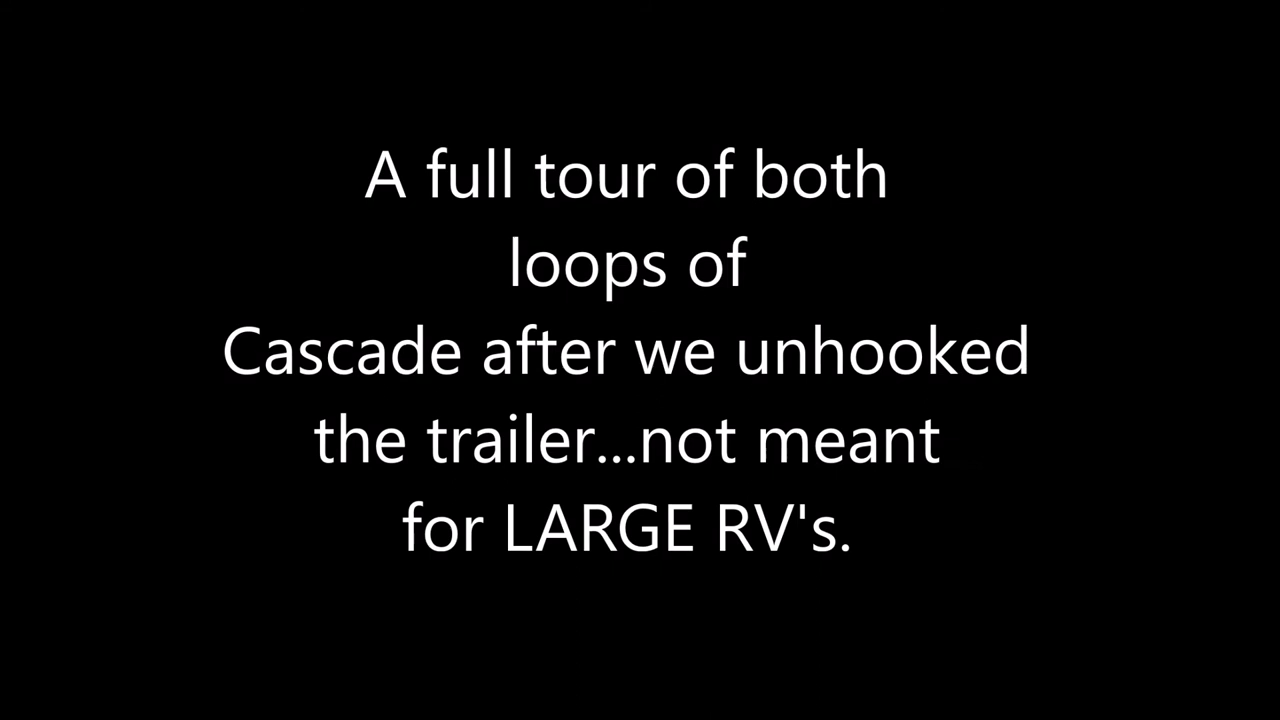 A full tour of both
loops of
Cascade after we unhooked
the trailer...not meant
for LARGE RV's.